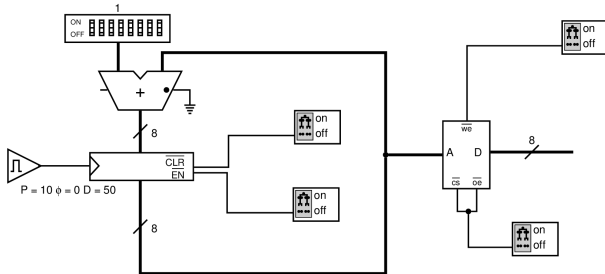 1
ON
OFF
on
off
+
8
on
off
CLR
EN
P = 10 ϕ = 0 D = 50
on
off
8
we
A D
8
cs oe
on
off